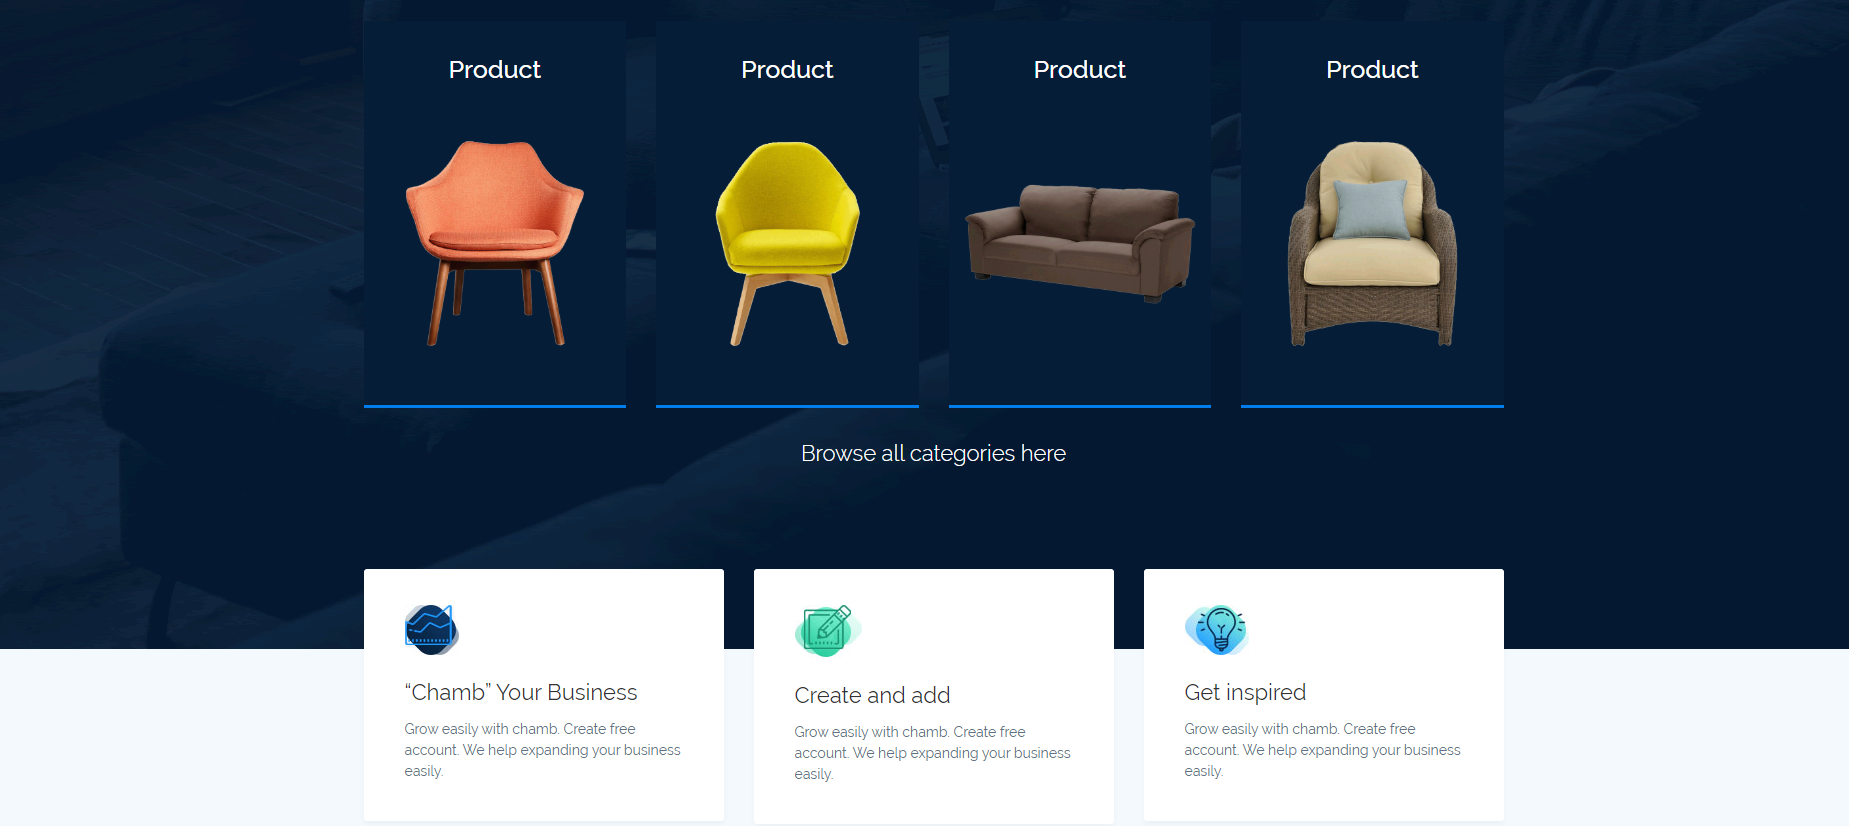 Product
Product
Product
Product
Browse all categories here
“Chamb” Your Business
Grow easily with chamb. Create free
account. We help expanding your business
easily.
Create and add
Grow easily with chamb. Create free
account. We help expanding your business
easily.
Get inspired
Grow easily with chamb. Create free
account. We help expanding your business
easily.